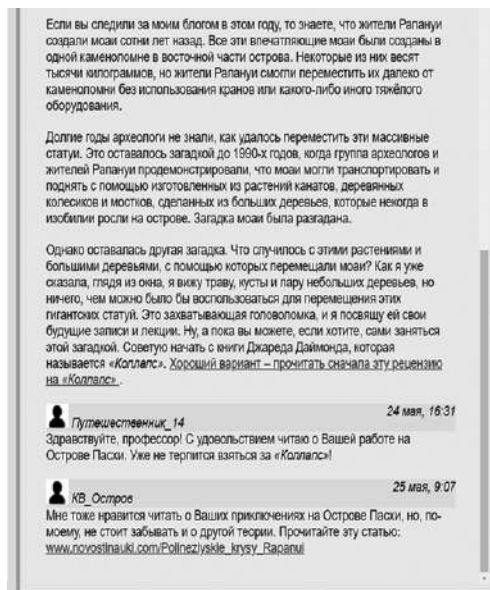 Если вы следили за моим блогом в этом году, то знаете, что жители Рапануи
создали моаи сотни лет назад. Все эти впечатляющие моаи были созданы в
одной каменоломне в восточной части острова. Некоторые из них весят
тысячи килограммов, но жители Рапануи смогли переместить их далеко от
каменоломни без использования кранов или какого-либо иного тяжёлого
оборудования.
Долгие годы археологи не знали, как удалось переместить эти массивные
статуи. Это оставалось загадкой до 1990-х годов, когда группа археологов и
жителей Рапануи продемонстрировали, что моаи могли транспортировать и
поднять с помощью изготовленных из растений канатов, деревянных
колесиков и мостков, сделанных из больших деревьев, которые некогда в
изобилии росли на острове. Загадка моаи была разгадана.
Однако оставалась другая загадка. Что случилось с этими растениями и
большими деревьями, с помощью которых перемещали моаи? Как я уже
сказала, глядя из окна, я вижу траву, кусты и пару небольших деревьев, но
ничего, чем можно было бы воспользоваться для перемещения этих
гигантских статуй. Это захватывающая головоломка, и я посвящу ей свои
будущие записи и лекции. Ну, а пока вы можете, если хотите, сами заняться
этой загадкой. Советую начать с книги Джареда Даймонда, которая
называется «Коллапс». Хороший вариант – прочитать сначала эту рецензию
на «Коллапс» .
24 мая, 16:31
Путешественник_14
Здравствуйте, профессор! С удовольствием читаю о Вашей работе на
Острове Пасхи. Уже не терпится взяться за «Коллапс»!
25 мая, 9:07
КВ_Остров
Мне тоже нравится читать о Ваших приключениях на Острове Пасхи, но, по-
моему, не стоит забывать и о другой теории. Прочитайте эту статью:
www.novostinauki.com/Polineziyskie_krysy_Rapanui